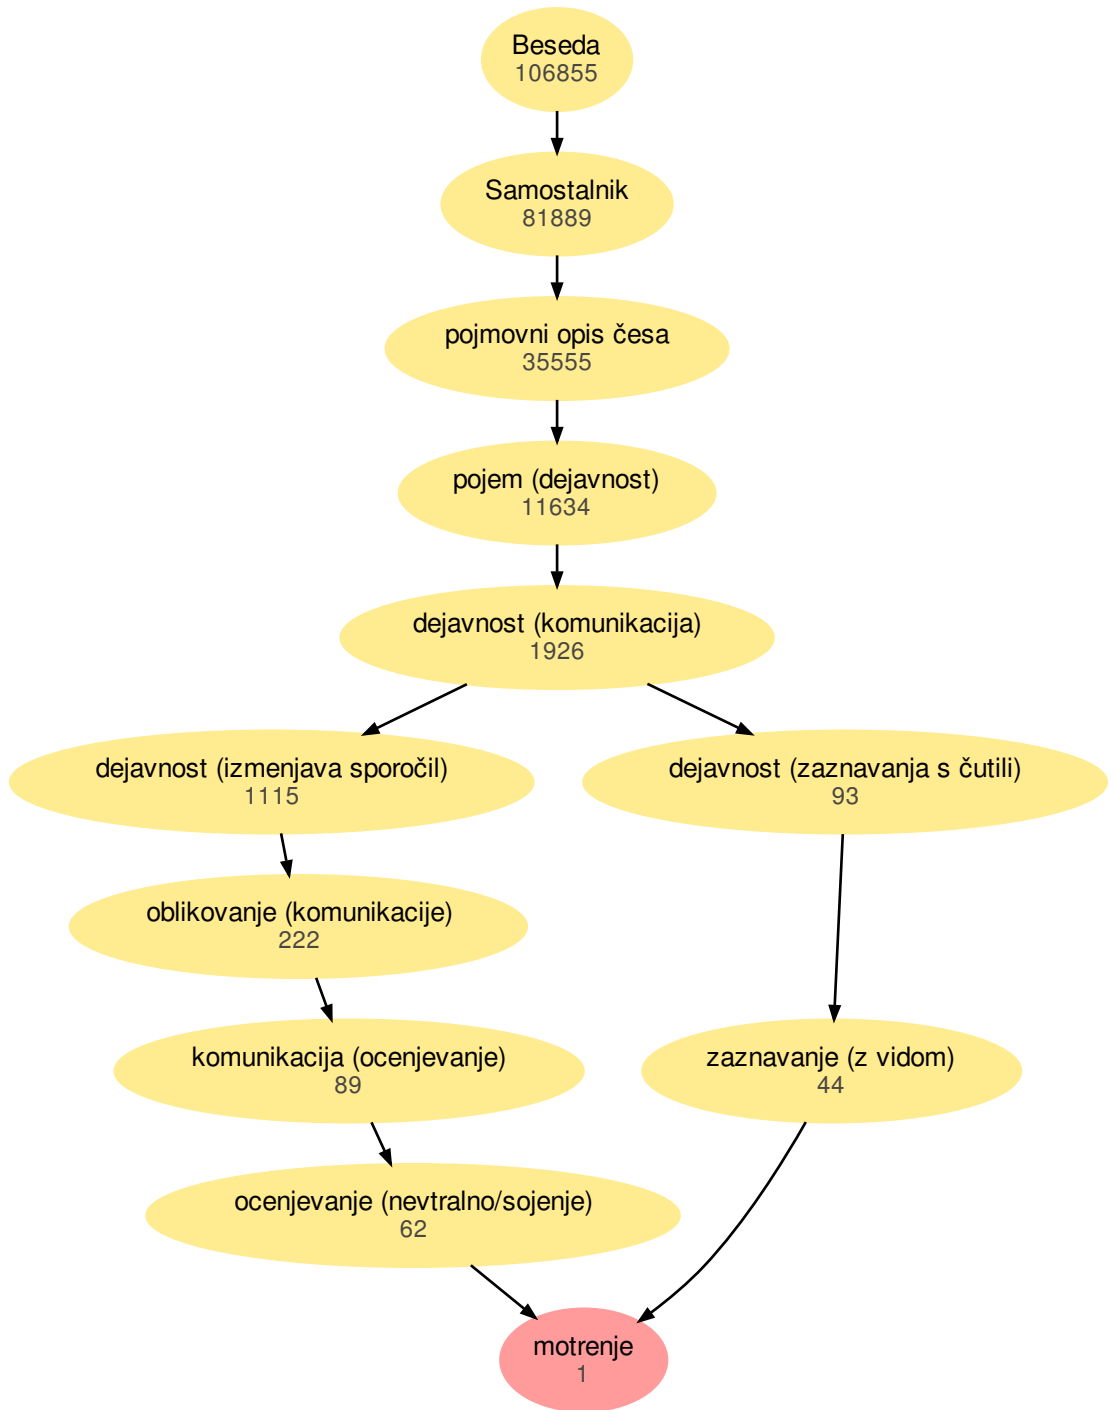 Beseda
106855
Samostalnik
81889
pojmovni opis česa
35555
pojem (dejavnost)
11634
dejavnost (komunikacija)
1926
dejavnost (izmenjava sporočil)
1115
dejavnost (zaznavanja s čutili)
93
oblikovanje (komunikacije)
222
komunikacija (ocenjevanje)
89
zaznavanje (z vidom)
44
ocenjevanje (nevtralno/sojenje)
62
motrenje
1